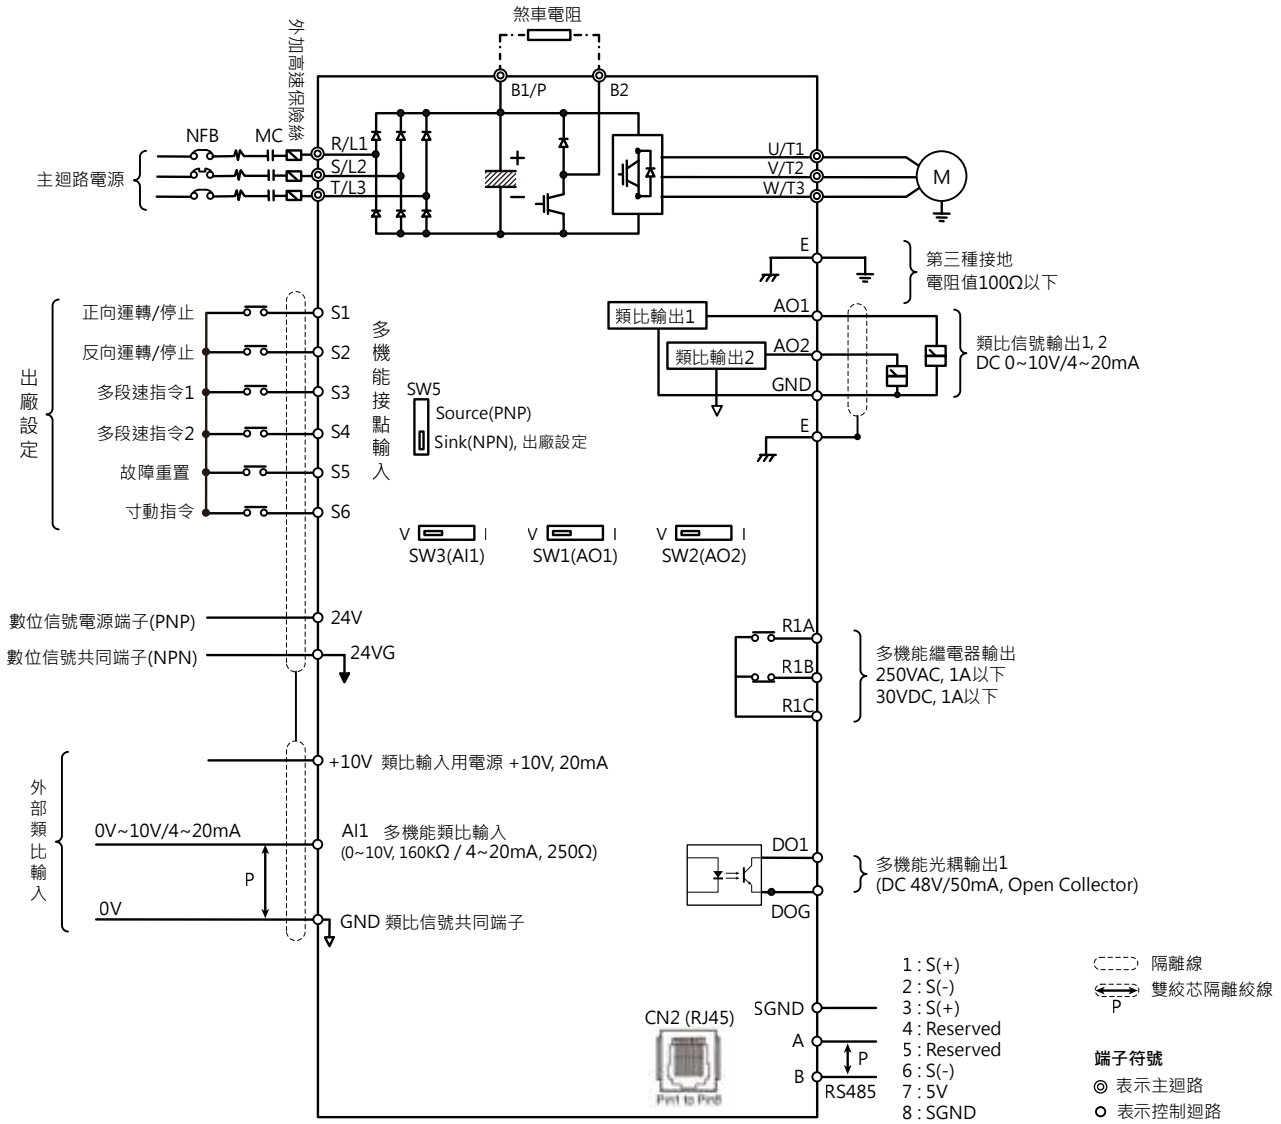 煞車電阻
外加高速保險絲
B1/P
B2
NFB
MC
R/L1
S/L2
T/L3
主迴路電源
U/T1
V/T2
W/T3
M
E
第三種接地
電阻值100Ω以下
出廠設定
正向運轉/停止
S1
反向運轉/停止
S2
多段速指令1
S3
多段速指令2
S4
故障重置
S5
寸動指令
S6
多機能接點輸入
SW5
Source(PNP)
Sink(NPN), 出廠設定
類比輸出1
AO1
類比輸出2
AO2
GND
E
類比信號輸出1, 2
DC 0~10V/4~20mA
V
I
SW3(AI1)
V
I
SW1(AO1)
V
I
SW2(AO2)
數位信號電源端子(PNP)
24V
數位信號共同端子(NPN)
24VG
R1A
R1B
R1C
多機能繼電器輸出
250VAC, 1A以下
30VDC, 1A以下
外部類比輸入
+10V 類比輸入用電源 +10V, 20mA
0V~10V/4~20mA
AI1 多機能類比輸入
(0~10V, 160KΩ / 4~20mA, 250Ω)
P
0V
GND 類比信號共同端子
DO1
DOG
多機能光耦輸出1
(DC 48V/50mA, Open Collector)
CN2 (RJ45)
Pin1 to Pin8
SGND
A
B
P
RS485
1 : S(+)
2 : S(-)
3 : S(+)
4 : Reserved
5 : Reserved
6 : S(-)
7 : 5V
8 : SGND
隔離線
雙絞芯隔離絞線
P
端子符號
表示主迴路
表示控制迴路